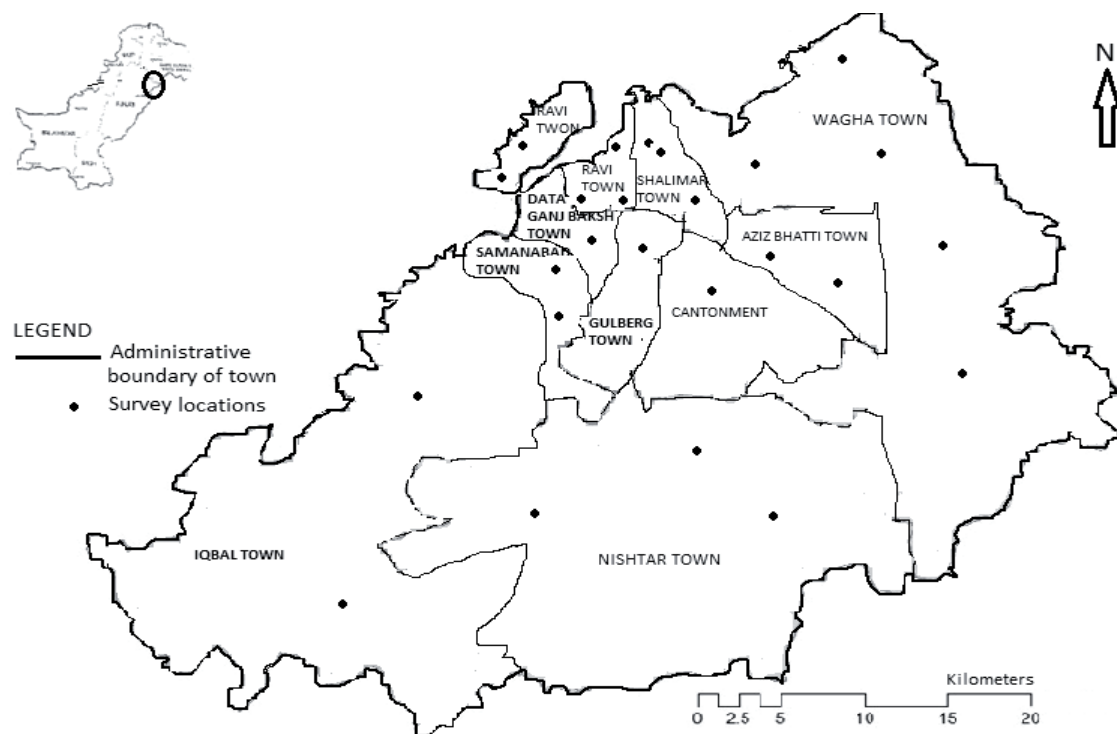 N
RAVI
TWON
WAGHA TOWN
RAVI
TOWN
SHALIMAR
TOWN
DATA
GANJ BAKSH
TOWN
AZIZ BHATTI TOWN
SAMANABAR
TOWN
CANTONMENT
GULBERG
TOWN
LEGEND
Administrative
boundary of town
Survey locations
IQBAL TOWN
NISHTAR TOWN
Kilometers
0 2.5 5 10 15 20